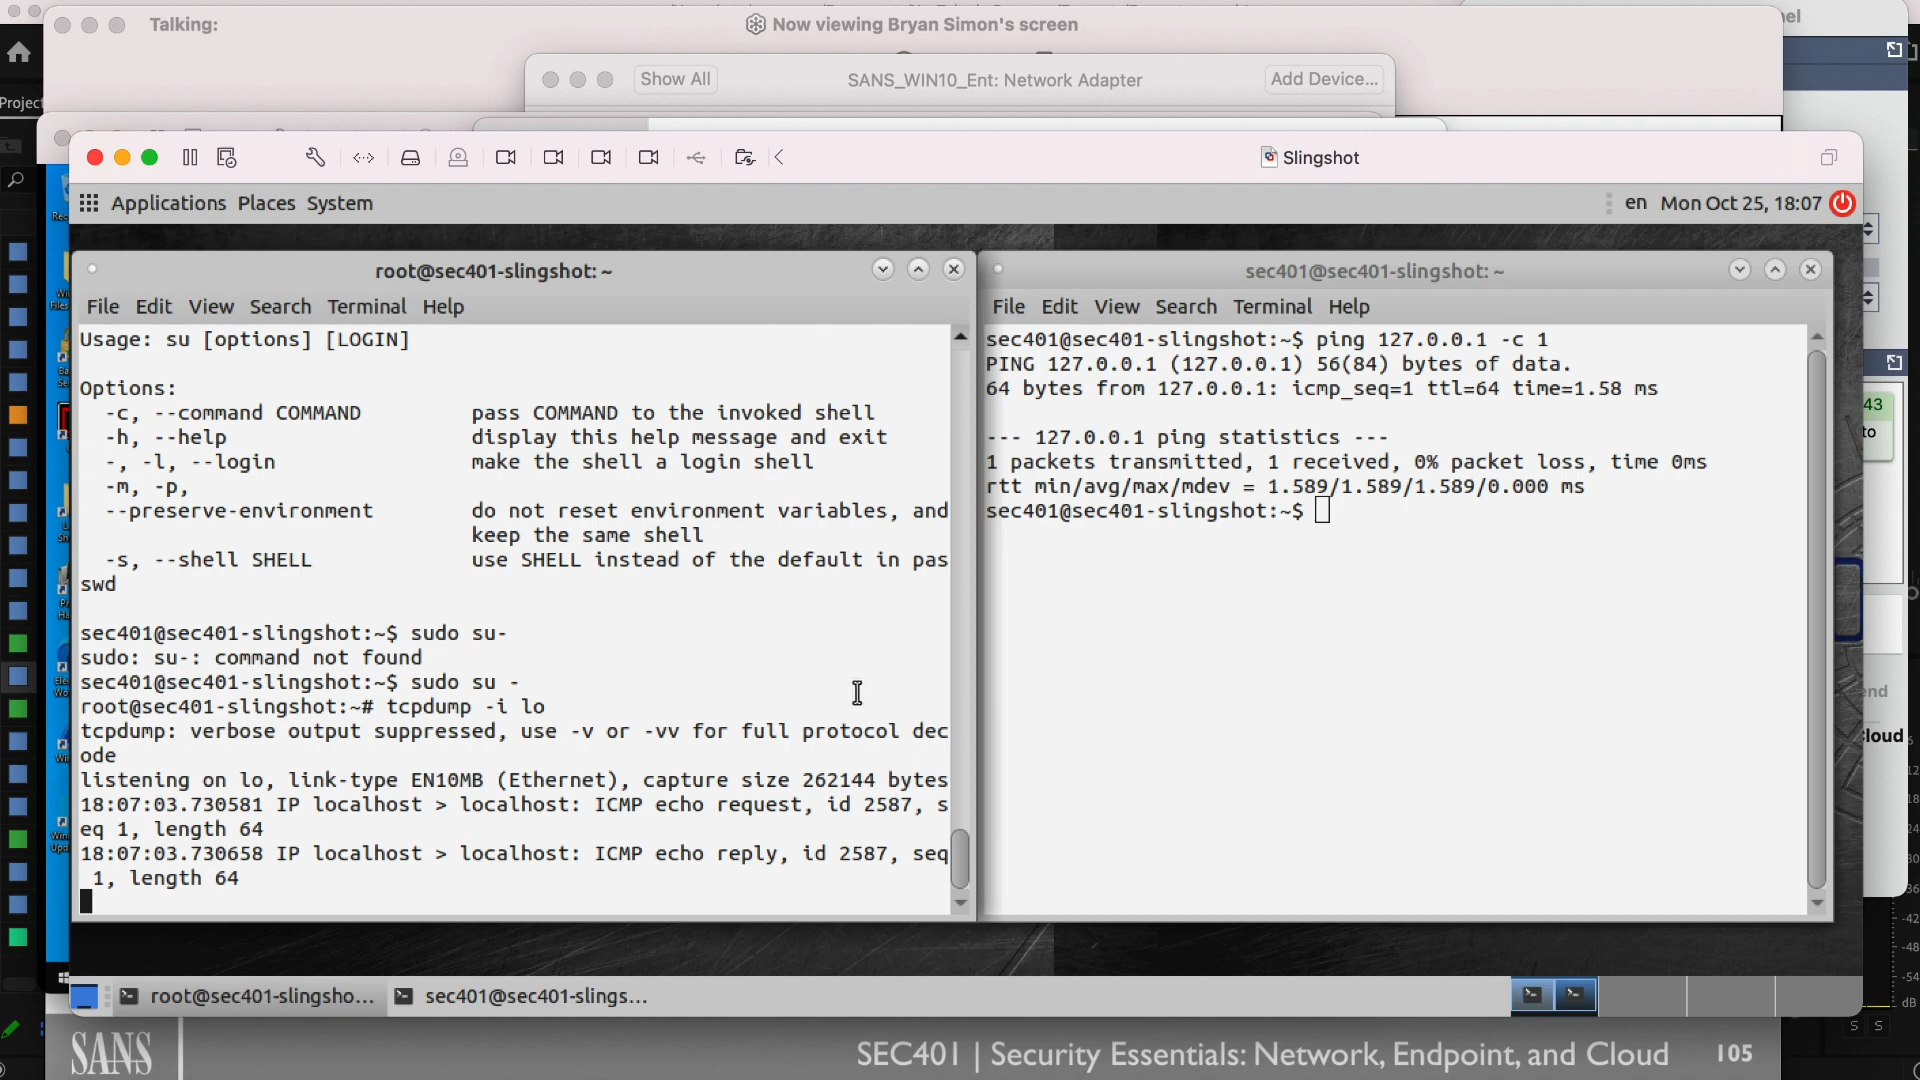 Talking:
Now viewing Bryan Simon's screen
Show All
SANS_WIN10_Ent: Network Adapter
Add Device...
Project
Slingshot
Applications Places System
en Mon Oct 25, 18:07
root@sec401-slingshot: ~
File Edit View Search Terminal Help
Usage: su [options] [LOGIN]
Options:
-c, --command COMMAND pass COMMAND to the invoked shell
-h, --help display this help message and exit
-, -l, --login make the shell a login shell
-m, -p,
--preserve-environment do not reset environment variables, and
keep the same shell
-s, --shell SHELL use SHELL instead of the default in pas
swd
sec401@sec401-slingshot:~$ sudo su-
sudo: su-: command not found
sec401@sec401-slingshot:~$ sudo su -
root@sec401-slingshot:~# tcpdump -i lo
tcpdump: verbose output suppressed, use -v or -vv for full protocol dec
ode
listening on lo, link-type EN10MB (Ethernet), capture size 262144 bytes
18:07:03.730581 IP localhost > localhost: ICMP echo request, id 2587, s
eq 1, length 64
18:07:03.730658 IP localhost > localhost: ICMP echo reply, id 2587, seq
1, length 64
sec401@sec401-slingshot: ~
File Edit View Search Terminal Help
sec401@sec401-slingshot:~$ ping 127.0.0.1 -c 1
PING 127.0.0.1 (127.0.0.1) 56(84) bytes of data.
64 bytes from 127.0.0.1: icmp_seq=1 ttl=64 time=1.58 ms
--- 127.0.0.1 ping statistics ---
1 packets transmitted, 1 received, 0% packet loss, time 0ms
rtt min/avg/max/mdev = 1.589/1.589/1.589/0.000 ms
sec401@sec401-slingshot:~$
43
to
end
loud
-42
-48
-54
dB
S S
root@sec401-slingsho...
sec401@sec401-slings...
SANS
SEC401 | Security Essentials: Network, Endpoint, and Cloud
105